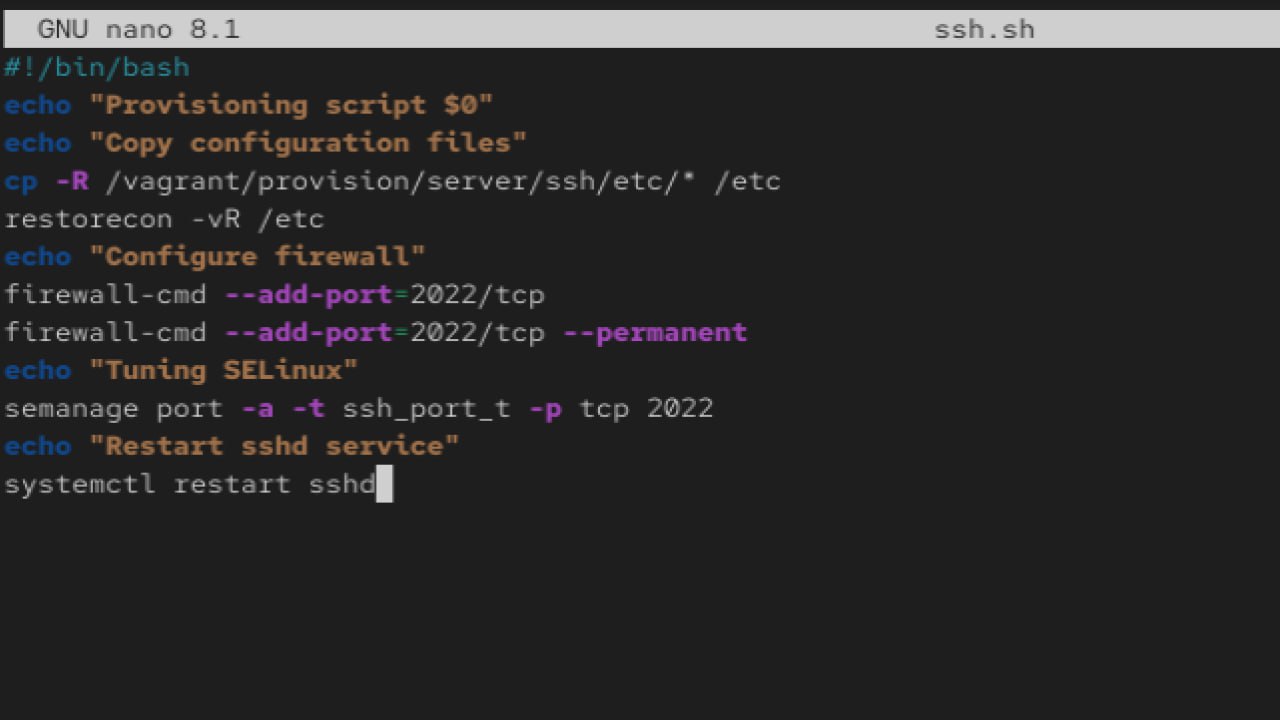 GNU nano 8.1 ssh.sh
#!/bin/bash
echo "Provisioning script $0"
echo "Copy configuration files"
cp -R /vagrant/provision/server/ssh/etc/* /etc
restorecon -vR /etc
echo "Configure firewall"
firewall-cmd --add-port=2022/tcp
firewall-cmd --add-port=2022/tcp --permanent
echo "Tuning SELinux"
semanage port -a -t ssh_port_t -p tcp 2022
echo "Restart sshd service"
systemctl restart sshd